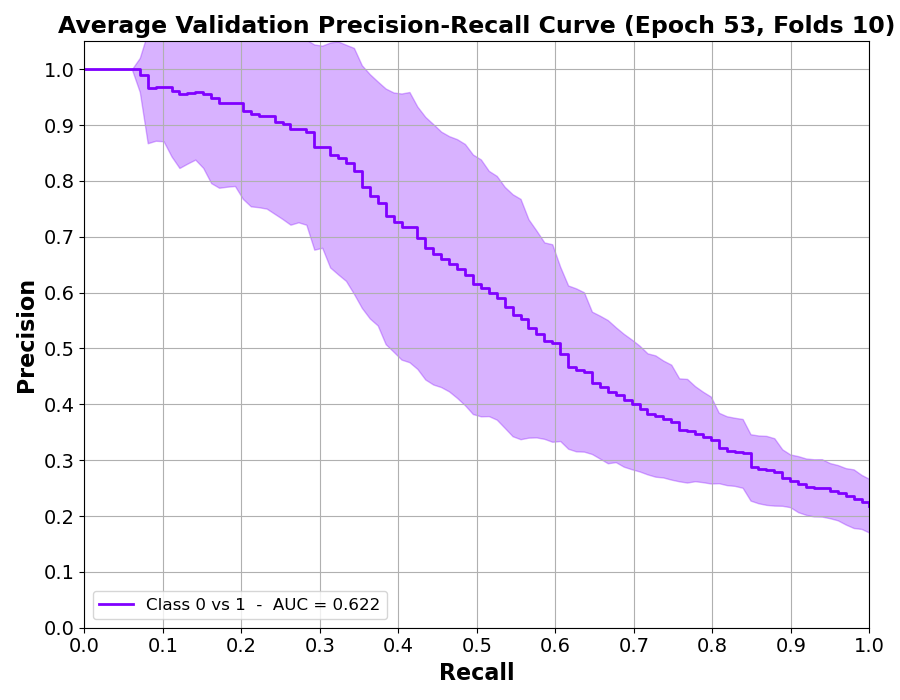 Average Validation Precision-Recall Curve (Epoch 53, Folds 10)
Precision
1.0
0.9
0.8
0.7
0.6
0.5
0.4
0.3
0.2
0.1
0.0
Class 0 vs 1 - AUC = 0.622
0.0 0.1 0.2 0.3 0.4 0.5 0.6 0.7 0.8 0.9 1.0
Recall